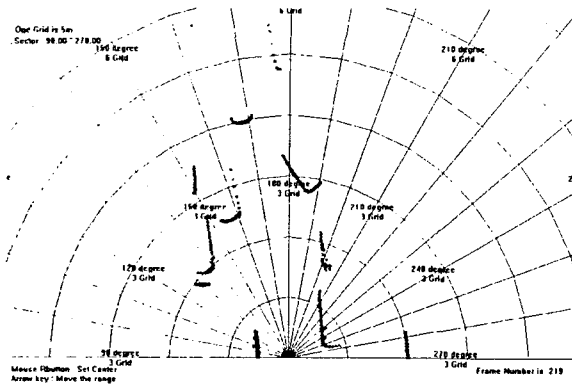 6 Grid
One Grid is 5m
Sector 90.00~270.00
150 degree
6 Grid
210 degree
6 Grid
180 degree
3 Grid
150 degree
3 Grid
210 degree
3 Grid
120 degree
3 Grid
240 degree
3 Grid
90 degree
3 Grid
270 degree
3 Grid
Mouse RButton Set Center
Arrow key : Move the range
Frame Number is 219